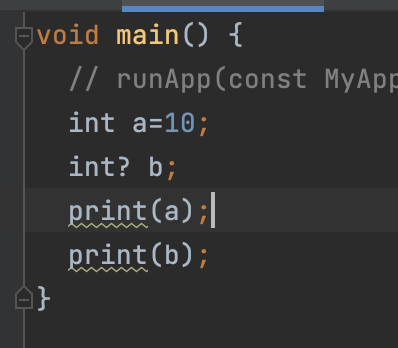 void main() {
// runApp(const MyApp
int a=10;
int? b;
print(a);
print(b);
}